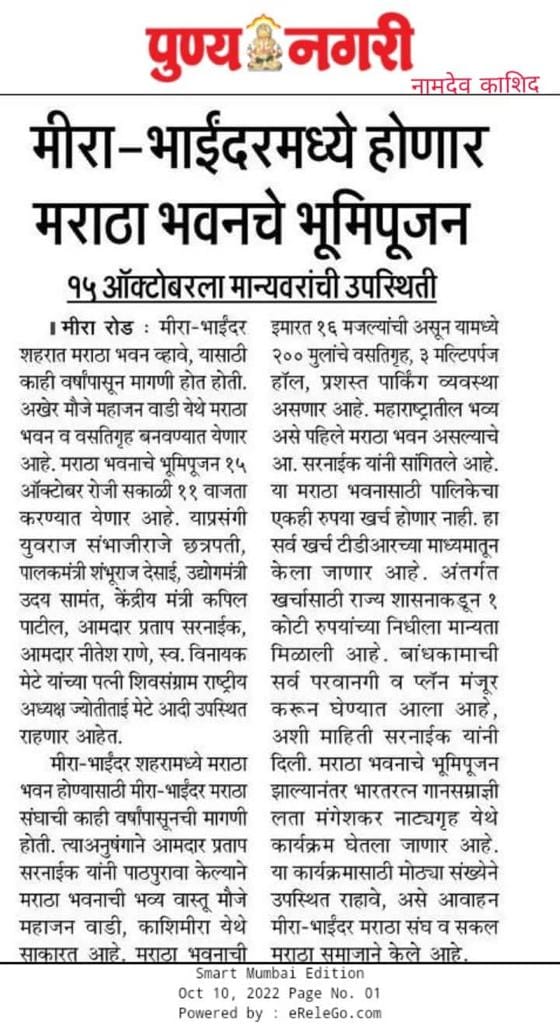 पुण्य नगरी
नामदेव काशिद
मीरा-भाईंदरमध्ये होणार
मराठा भवनचे भूमिपूजन
१५ ऑक्टोबरला मान्यवरांची उपस्थिती
। मीरा रोड : मीरा-भाईंदर
शहरात मराठा भवन व्हावे, यासाठी
काही वर्षांपासून मागणी होत होती.
अखेर मौजे महाजन वाडी येथे मराठा
भवन व वसतिगृह बनवण्यात येणार
आहे. मराठा भवनाचे भूमिपूजन १५
ऑक्टोबर रोजी सकाळी ११ वाजता
करण्यात येणार आहे. याप्रसंगी
युवराज संभाजीराजे छत्रपती,
पालकमंत्री शंभूराज देसाई, उद्योगमंत्री
उदय सामंत, केंद्रीय मंत्री कपिल
पाटील, आमदार प्रताप सरनाईक,
आमदार नीतेश राणे, स्व. विनायक
मेटे यांच्या पत्नी शिवसंग्राम राष्ट्रीय
अध्यक्ष ज्योतीताई मेटे आदी उपस्थित
राहणार आहेत.
मीरा-भाईंदर शहरामध्ये मराठा
भवन होण्यासाठी मीरा-भाईंदर मराठा
संघाची काही वर्षांपासूनची मागणी
होती. त्याअनुषंगाने आमदार प्रताप
सरनाईक यांनी पाठपुरावा केल्याने
मराठा भवनाची भव्य वास्तू मौजे
महाजन वाडी, काशिमीरा येथे
साकारत आहे. मराठा भवनाची
इमारत १६ मजल्यांची असून यामध्ये
२०० मुलांचे वसतिगृह, ३ मल्टिपर्पज
हॉल, प्रशस्त पार्किंग व्यवस्था
असणार आहे. महाराष्ट्रातील भव्य
असे पहिले मराठा भवन असल्याचे
आ. सरनाईक यांनी सांगितले आहे.
या मराठा भवनासाठी पालिकेचा
एकही रुपया खर्च होणार नाही. हा
सर्व खर्च टीडीआरच्या माध्यमातून
केला जाणार आहे. अंतर्गत
खर्चासाठी राज्य शासनाकडून १
कोटी रुपयांच्या निधीला मान्यता
मिळाली आहे. बांधकामाची
सर्व परवानगी व प्लॅन मंजूर
करून घेण्यात आला आहे,
अशी माहिती सरनाईक यांनी
दिली. मराठा भवनाचे भूमिपूजन
झाल्यानंतर भारतरत्न गानसम्राज्ञी
लता मंगेशकर नाट्यगृह येथे
कार्यक्रम घेतला जाणार आहे.
या कार्यक्रमासाठी मोठ्या संख्येने
उपस्थित राहावे, असे आवाहन
मीरा-भाईंदर मराठा संघ व सकल
मराठा समाजाने केले आहे.
Smart Mumbai Edition
Oct 10, 2022 Page No. 01
Powered by : eReleGo.com